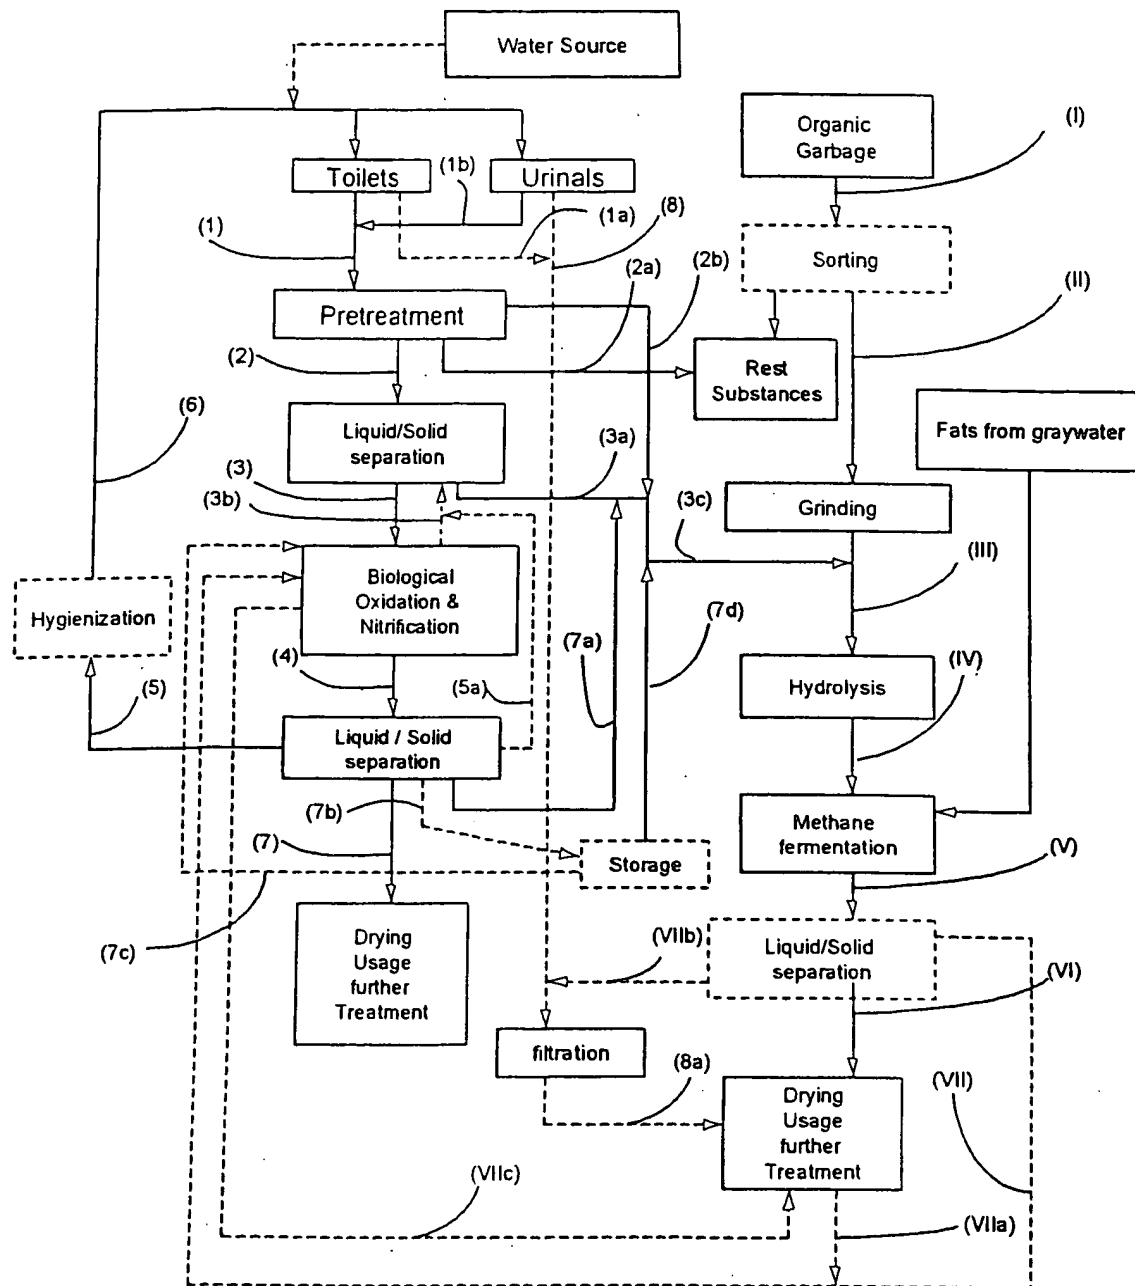 Water Source
Organic
Garbage
(I)
Toilets
(1b)
Urinals
(1)
(1a)
(8)
(2a)
(2b)
Sorting
(II)
Pretreatment
(2)
Rest
Substances
(6)
Liquid/Solid
separation
(3a)
Fats from graywater
(3)
(3b)
(3c)
Grinding
(III)
Biological
Oxidation &
Nitrification
Hygienization
(7a)
(7d)
(4)
(5a)
(IV)
Hydrolysis
(5)
Liquid / Solid
separation
(7b)
Methane
fermentation
(7)
(V)
Storage
(7c)
Drying
Usage
further
Treatment
(VIIb)
Liquid/Solid
separation
(VI)
filtration
(8a)
(VII)
Drying
Usage
further
Treatment
(VIIc)
(VIIa)